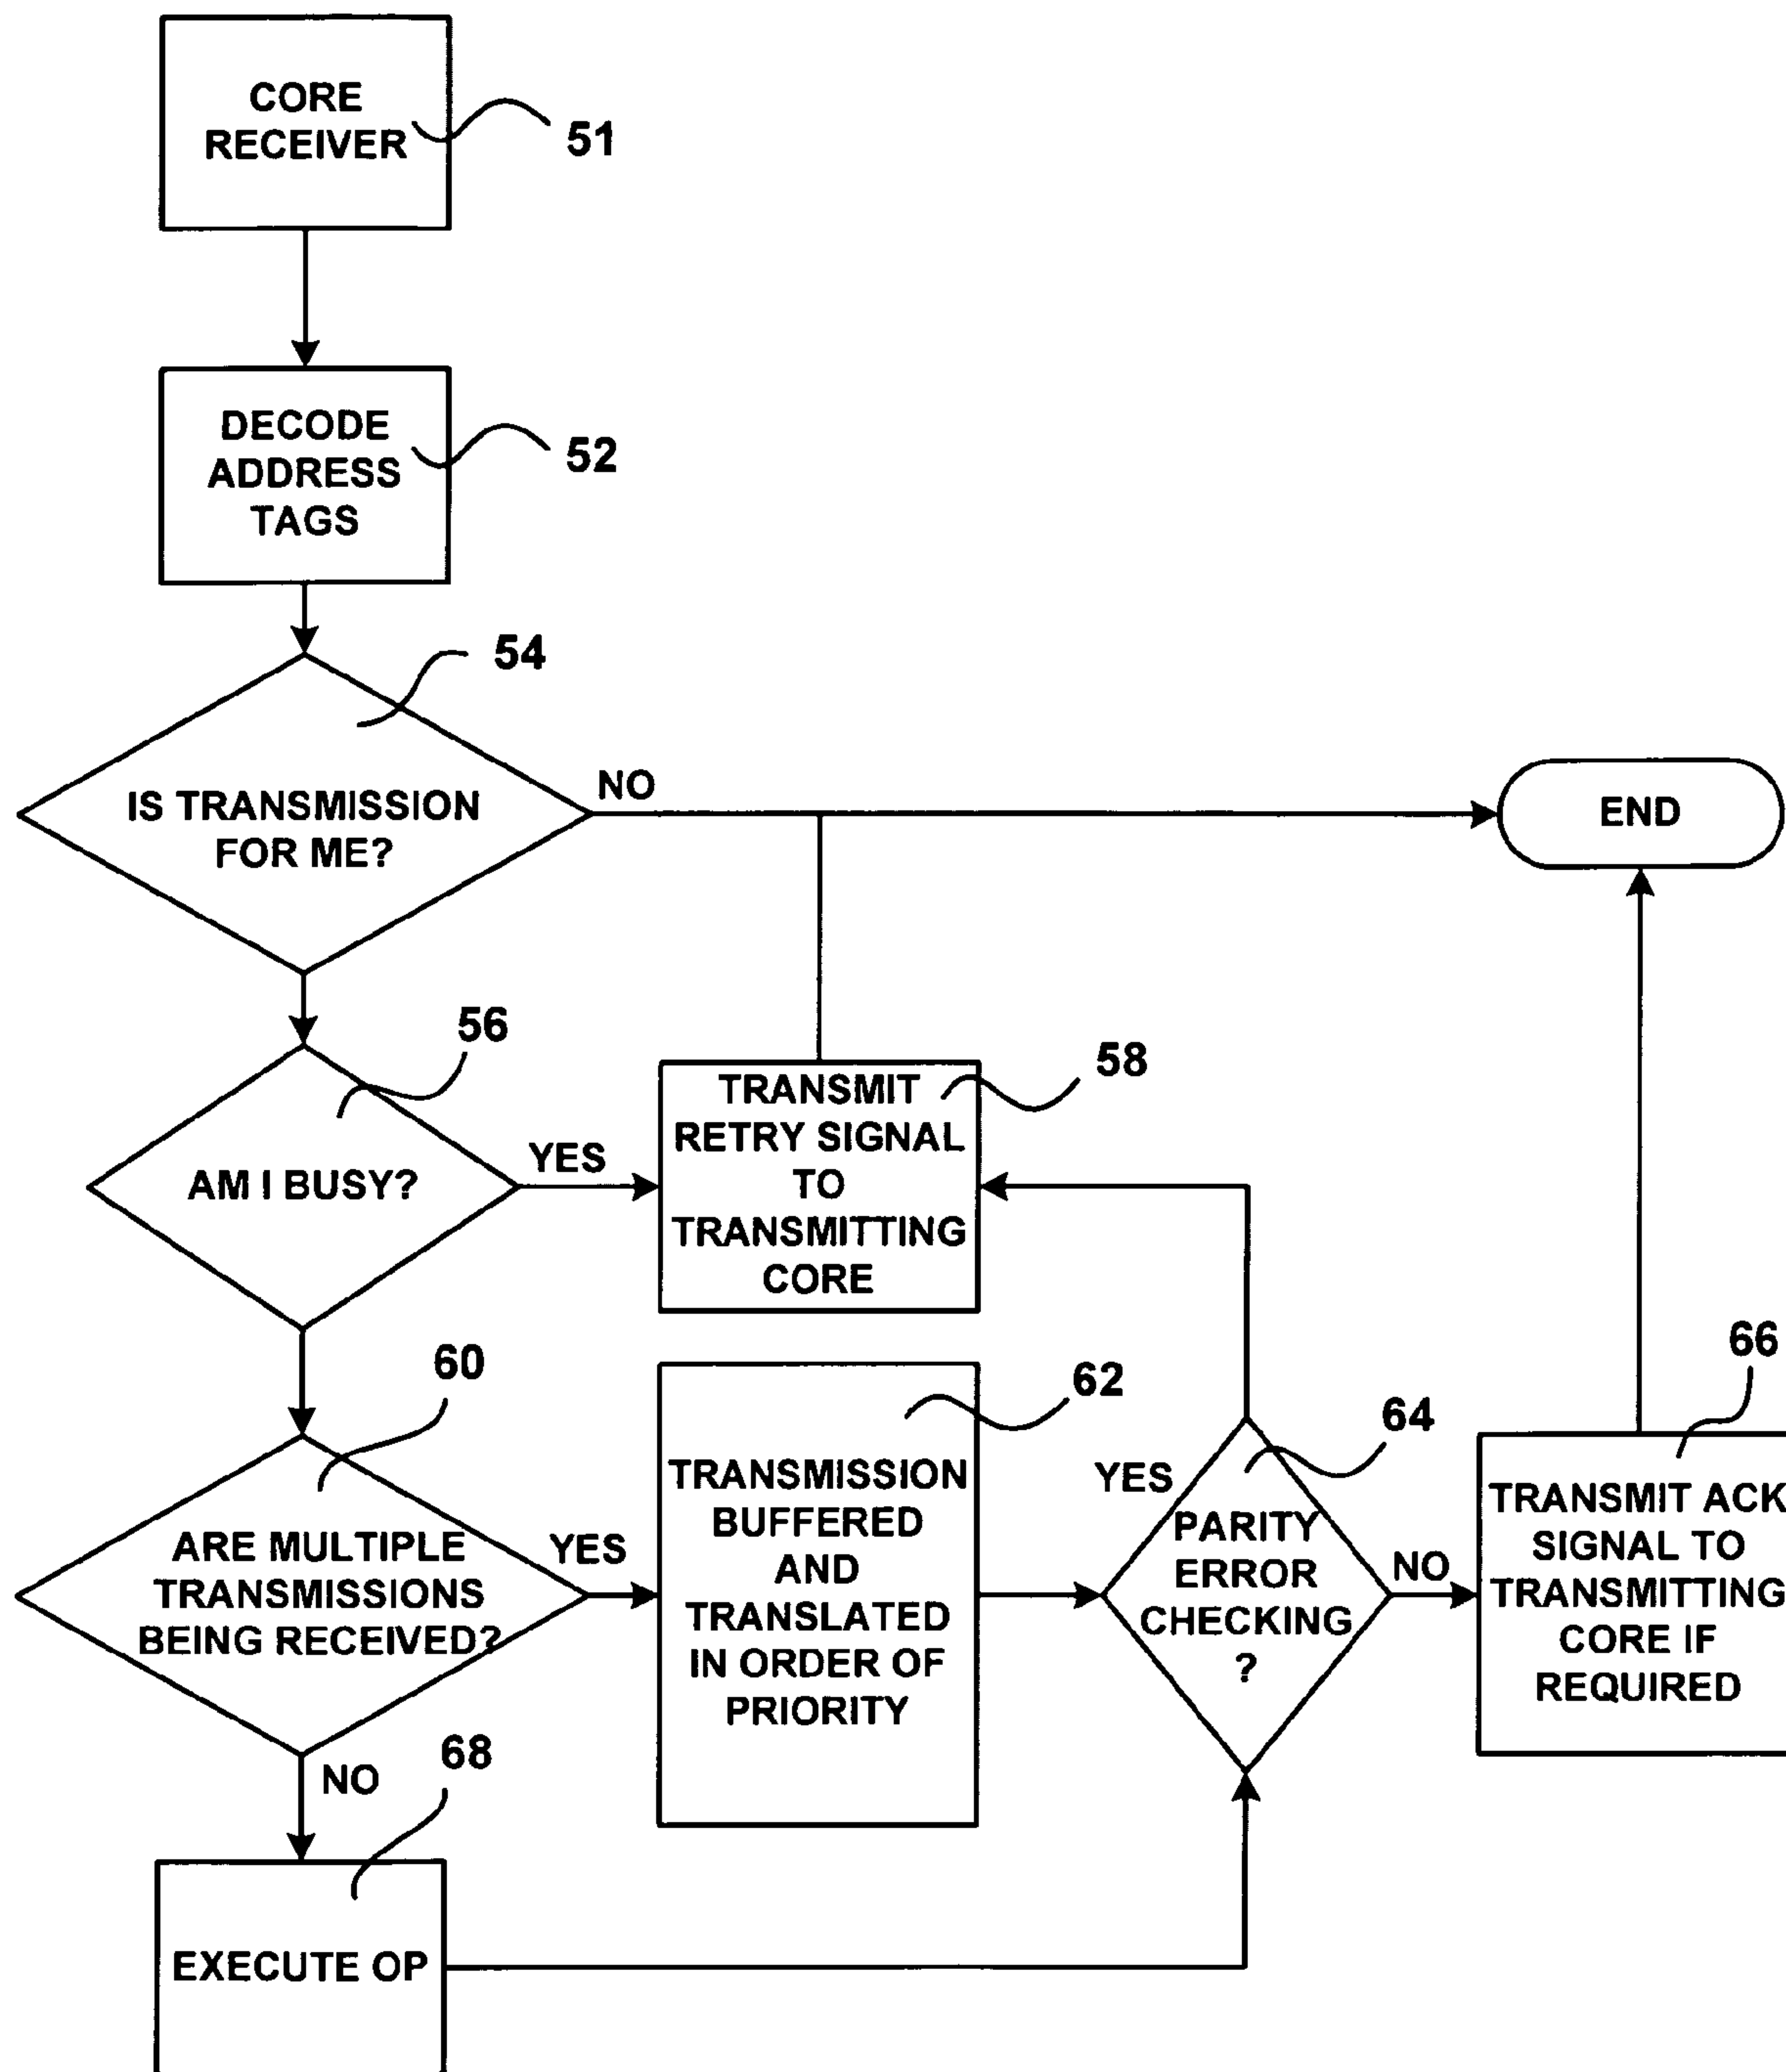 CORE
RECEIVER
51
DECODE
ADDRESS
TAGS
52
54
IS TRANSMISSION
FOR ME?
NO
END
56
AM I BUSY?
YES
58
TRANSMIT
RETRY SIGNAL
TO
TRANSMITTING
CORE
60
ARE MULTIPLE
TRANSMISSIONS
BEING RECEIVED?
YES
62
TRANSMISSION
BUFFERED
AND
TRANSLATED
IN ORDER OF
PRIORITY
64
YES
PARITY
ERROR
CHECKING
?
NO
66
TRANSMIT ACK
SIGNAL TO
TRANSMITTING
CORE IF
REQUIRED
NO
68
EXECUTE OP